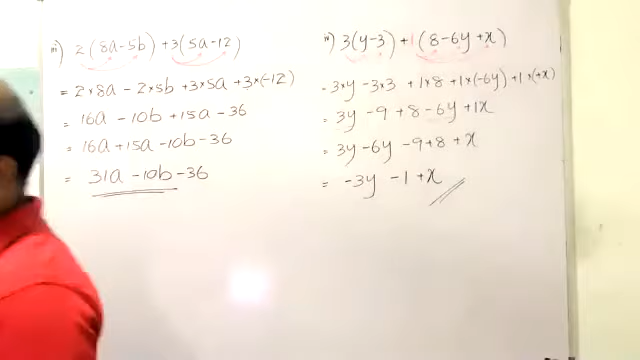 iii) 2(8a-5b) +3(5a-12)
= 2×8a - 2×5b +3×5a +3×(-12)
= 16a - 10b +15a -36
= 16a +15a -10b -36
= 31a -10b -36
iv) 3(y-3) +1(8-6y+x)
= 3×y -3×3 +1×8 +1×(-6y) +1×(+x)
= 3y -9 +8 -6y +1x
= 3y -6y -9+8 +x
= -3y -1 +x